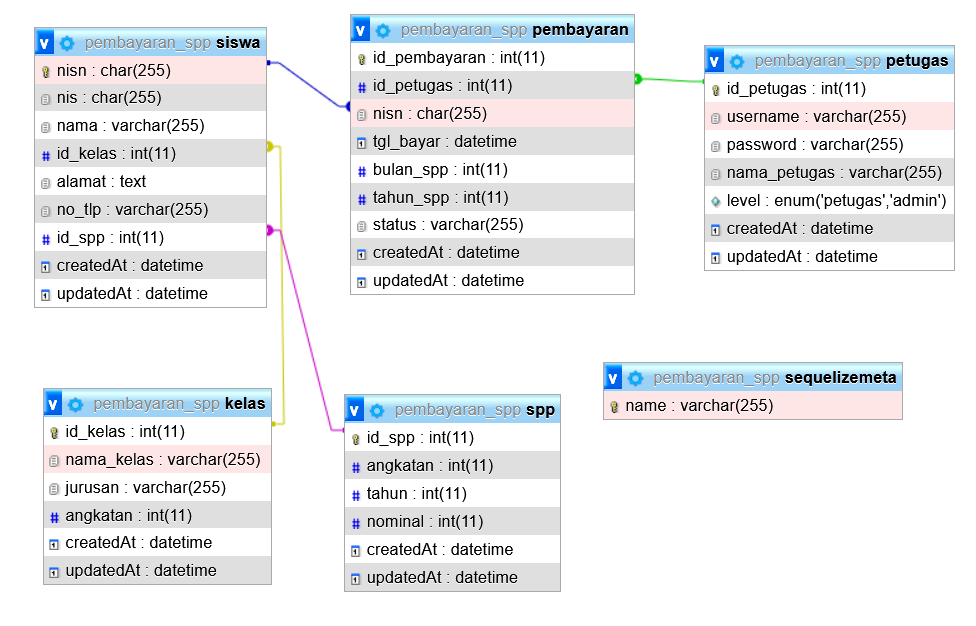 v pembayaran_spp siswa
nisn : char(255)
nis : char(255)
nama : varchar(255)
# id_kelas : int(11)
alamat : text
no_tlp : varchar(255)
# id_spp : int(11)
createdAt : datetime
updatedAt : datetime
v pembayaran_spp pembayaran
id_pembayaran : int(11)
# id_petugas : int(11)
nisn : char(255)
tgl_bayar : datetime
# bulan_spp : int(11)
# tahun_spp : int(11)
status : varchar(255)
createdAt : datetime
updatedAt : datetime
v pembayaran_spp petugas
id_petugas : int(11)
username : varchar(255)
password : varchar(255)
nama_petugas : varchar(255)
level : enum('petugas','admin')
createdAt : datetime
updatedAt : datetime
v pembayaran_spp kelas
id_kelas : int(11)
nama_kelas : varchar(255)
jurusan : varchar(255)
# angkatan : int(11)
createdAt : datetime
updatedAt : datetime
v pembayaran_spp spp
id_spp : int(11)
# angkatan : int(11)
# tahun : int(11)
# nominal : int(11)
createdAt : datetime
updatedAt : datetime
v pembayaran_spp sequelizemeta
name : varchar(255)